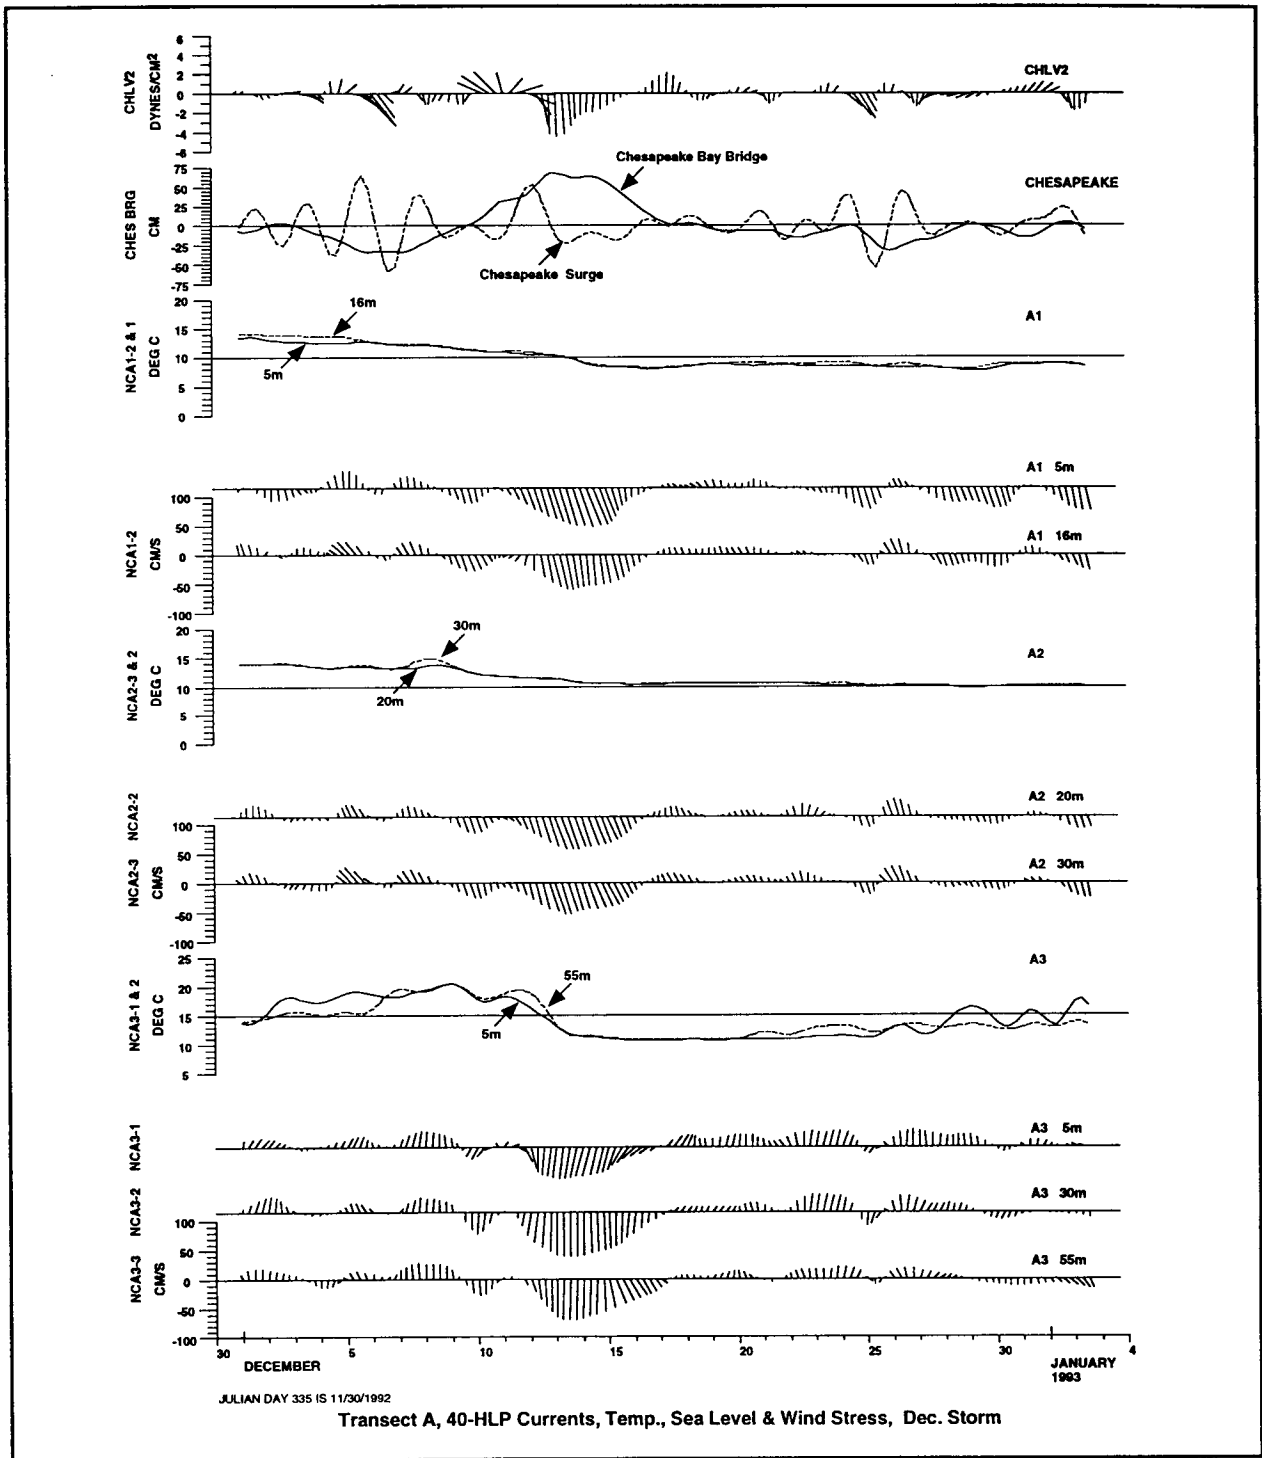 CHLV2
DYNES/CM2
6
4
2
0
-2
-4
-6
CHLV2
CHES BRG
CM
75
50
25
0
-25
-50
-75
Chesapeake Bay Bridge
CHESAPEAKE
Chesapeake Surge
NCA1-2 & 1
DEG C
20
15
10
5
0
16m
5m
A1
A1 5m
NCA1-2
CM/S
100
50
0
-50
-100
A1 16m
NCA2-3 & 2
DEG C
20
15
10
5
0
30m
20m
A2
NCA2-2
A2 20m
NCA2-3
CM/S
100
50
0
-50
-100
A2 30m
NCA3-1 & 2
DEG C
25
20
15
10
5
55m
5m
A3
NCA3-1
A3 5m
NCA3-2
A3 30m
NCA3-3
CM/S
100
50
0
-50
-100
A3 55m
30 5 10 15 20 25 30 4
DECEMBER JANUARY
1993
JULIAN DAY 335 IS 11/30/1992
Transect A, 40-HLP Currents, Temp., Sea Level & Wind Stress, Dec. Storm